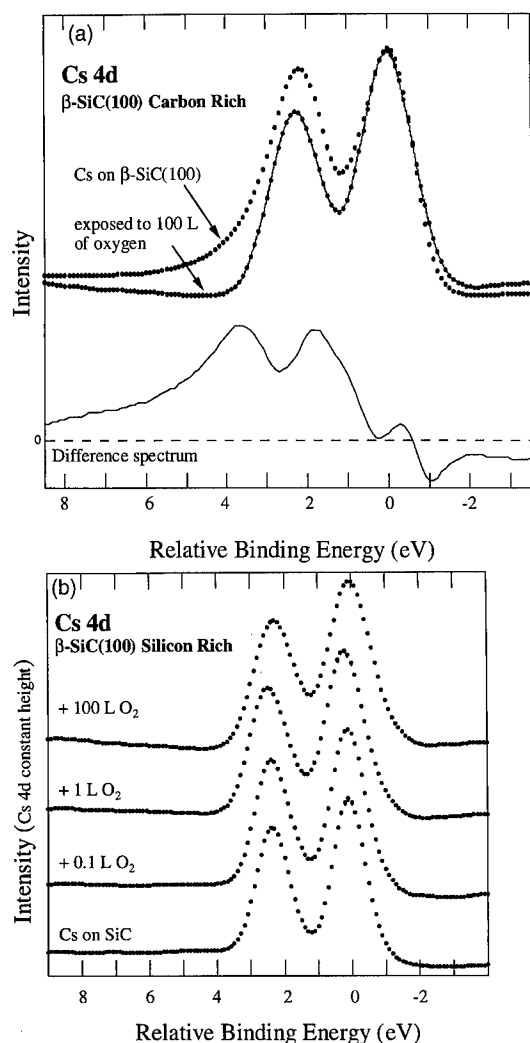 (a)
Cs 4d
β-SiC(100) Carbon Rich
Cs on β-SiC(100)
exposed to 100 L
of oxygen
Intensity
0
Difference spectrum
8 6 4 2 0 -2
Relative Binding Energy (eV)
(b)
Cs 4d
β-SiC(100) Silicon Rich
+ 100 L O₂
+ 1 L O₂
+ 0.1 L O₂
Cs on SiC
Intensity (Cs 4d constant height)
8 6 4 2 0 -2
Relative Binding Energy (eV)